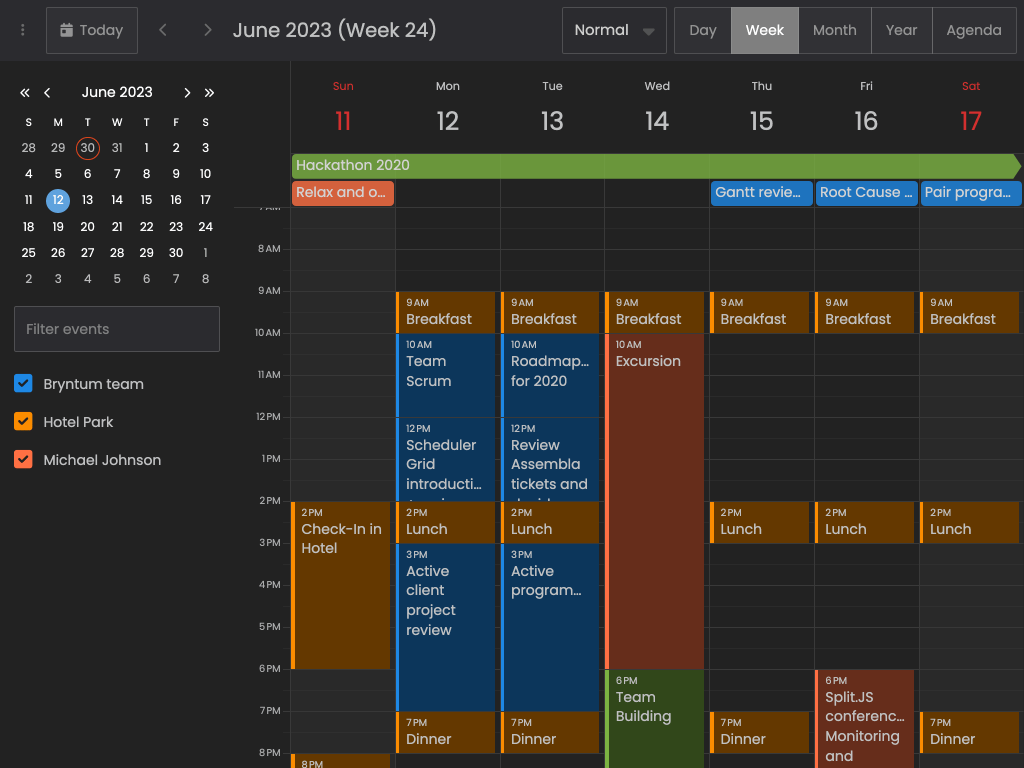 Today
June 2023 (Week 24)
Normal
Day
Week
Month
Year
Agenda
June 2023
S M T W T F S
28 29 30 31 1 2 3
4 5 6 7 8 9 10
11 12 13 14 15 16 17
18 19 20 21 22 23 24
25 26 27 28 29 30 1
2 3 4 5 6 7 8
Filter events
Bryntum team
Hotel Park
Michael Johnson
Sun Mon Tue Wed Thu Fri Sat
11 12 13 14 15 16 17
Hackathon 2020
Relax and o...
Gantt revie...
Root Cause ...
Pair progra...
7 AM
8 AM
9 AM
10 AM
11 AM
12 PM
1 PM
2 PM
3 PM
4 PM
5 PM
6 PM
7 PM
8 PM
2 PM
Check-In in
Hotel
8 PM
9 AM
Breakfast
10 AM
Team
Scrum
12 PM
Scheduler
Grid
introducti...
2 PM
Lunch
3 PM
Active
client
project
review
7 PM
Dinner
9 AM
Breakfast
10 AM
Roadmap...
for 2020
12 PM
Review
Assembla
tickets and
2 PM
Lunch
3 PM
Active
program...
7 PM
Dinner
9 AM
Breakfast
10 AM
Excursion
6 PM
Team
Building
9 AM
Breakfast
2 PM
Lunch
7 PM
Dinner
9 AM
Breakfast
2 PM
Lunch
6 PM
Split.JS
conferenc...
Monitoring
and
9 AM
Breakfast
2 PM
Lunch
7 PM
Dinner